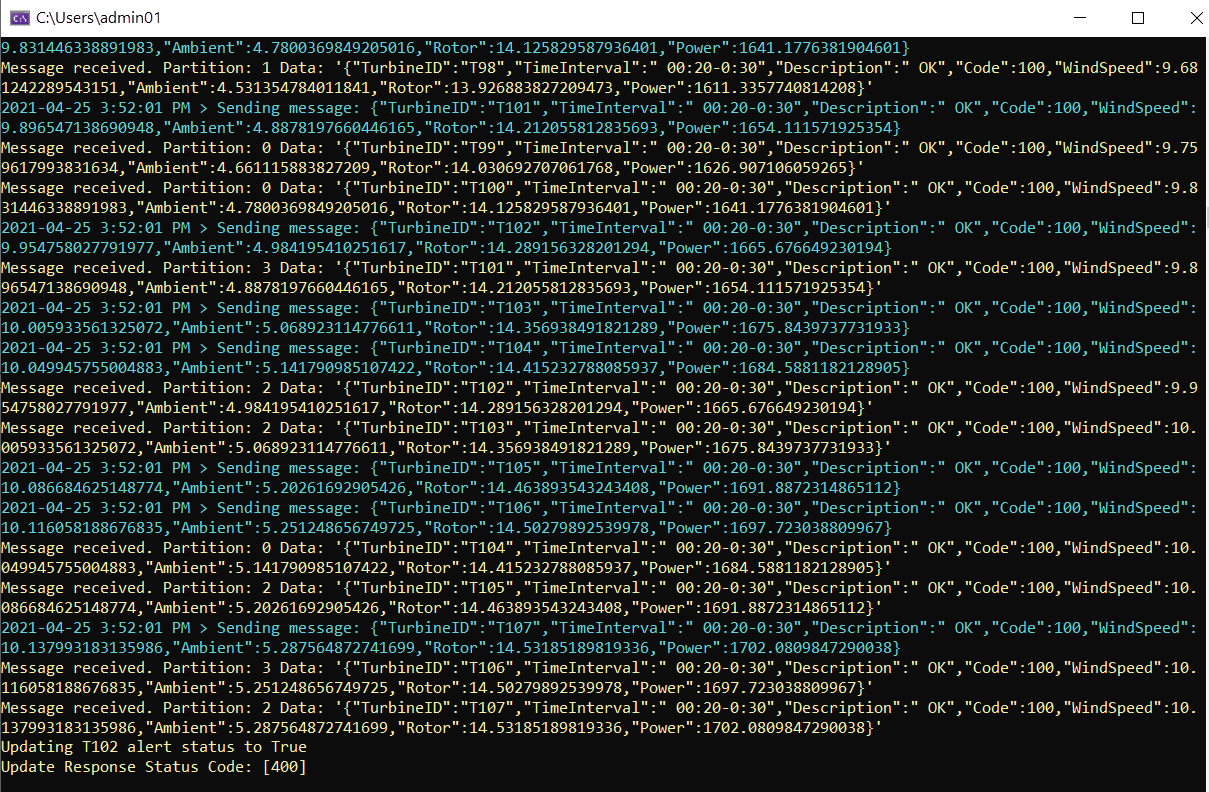 C:\Users\admin01
9.831446338891983,"Ambient":4.7800369849205016,"Rotor":14.125829587936401,"Power":1641.1776381904601}
Message received. Partition: 1 Data: '{"TurbineID":"T98","TimeInterval":" 00:20-0:30","Description":" OK","Code":100,"WindSpeed":9.68
1242289543151,"Ambient":4.531354784011841,"Rotor":13.926883827209473,"Power":1611.3357740814208}'
2021-04-25 3:52:01 PM > Sending message: {"TurbineID":"T101","TimeInterval":" 00:20-0:30","Description":" OK","Code":100,"WindSpeed":
9.896547138690948,"Ambient":4.8878197660446165,"Rotor":14.212055812835693,"Power":1654.111571925354}
Message received. Partition: 0 Data: '{"TurbineID":"T99","TimeInterval":" 00:20-0:30","Description":" OK","Code":100,"WindSpeed":9.75
9617993831634,"Ambient":4.661115883827209,"Rotor":14.030692707061768,"Power":1626.907106059265}'
Message received. Partition: 0 Data: '{"TurbineID":"T100","TimeInterval":" 00:20-0:30","Description":" OK","Code":100,"WindSpeed":9.8
31446338891983,"Ambient":4.7800369849205016,"Rotor":14.125829587936401,"Power":1641.1776381904601}'
2021-04-25 3:52:01 PM > Sending message: {"TurbineID":"T102","TimeInterval":" 00:20-0:30","Description":" OK","Code":100,"WindSpeed":
9.954758027791977,"Ambient":4.984195410251617,"Rotor":14.289156328201294,"Power":1665.676649230194}
Message received. Partition: 3 Data: '{"TurbineID":"T101","TimeInterval":" 00:20-0:30","Description":" OK","Code":100,"WindSpeed":9.8
96547138690948,"Ambient":4.8878197660446165,"Rotor":14.212055812835693,"Power":1654.111571925354}'
2021-04-25 3:52:01 PM > Sending message: {"TurbineID":"T103","TimeInterval":" 00:20-0:30","Description":" OK","Code":100,"WindSpeed":
10.005933561325072,"Ambient":5.068923114776611,"Rotor":14.356938491821289,"Power":1675.8439737731933}
2021-04-25 3:52:01 PM > Sending message: {"TurbineID":"T104","TimeInterval":" 00:20-0:30","Description":" OK","Code":100,"WindSpeed":
10.049945755004883,"Ambient":5.141790985107422,"Rotor":14.415232788085937,"Power":1684.5881182128905}
Message received. Partition: 2 Data: '{"TurbineID":"T102","TimeInterval":" 00:20-0:30","Description":" OK","Code":100,"WindSpeed":9.9
54758027791977,"Ambient":4.984195410251617,"Rotor":14.289156328201294,"Power":1665.676649230194}'
Message received. Partition: 2 Data: '{"TurbineID":"T103","TimeInterval":" 00:20-0:30","Description":" OK","Code":100,"WindSpeed":10.
005933561325072,"Ambient":5.068923114776611,"Rotor":14.356938491821289,"Power":1675.8439737731933}'
2021-04-25 3:52:01 PM > Sending message: {"TurbineID":"T105","TimeInterval":" 00:20-0:30","Description":" OK","Code":100,"WindSpeed":
10.086684625148774,"Ambient":5.20261692905426,"Rotor":14.463893543243408,"Power":1691.8872314865112}
2021-04-25 3:52:01 PM > Sending message: {"TurbineID":"T106","TimeInterval":" 00:20-0:30","Description":" OK","Code":100,"WindSpeed":
10.116058188676835,"Ambient":5.251248656749725,"Rotor":14.50279892539978,"Power":1697.723038809967}
Message received. Partition: 0 Data: '{"TurbineID":"T104","TimeInterval":" 00:20-0:30","Description":" OK","Code":100,"WindSpeed":10.
049945755004883,"Ambient":5.141790985107422,"Rotor":14.415232788085937,"Power":1684.5881182128905}'
Message received. Partition: 2 Data: '{"TurbineID":"T105","TimeInterval":" 00:20-0:30","Description":" OK","Code":100,"WindSpeed":10.
086684625148774,"Ambient":5.20261692905426,"Rotor":14.463893543243408,"Power":1691.8872314865112}'
2021-04-25 3:52:01 PM > Sending message: {"TurbineID":"T107","TimeInterval":" 00:20-0:30","Description":" OK","Code":100,"WindSpeed":
10.137993183135986,"Ambient":5.287564872741699,"Rotor":14.53185189819336,"Power":1702.0809847290038}
Message received. Partition: 3 Data: '{"TurbineID":"T106","TimeInterval":" 00:20-0:30","Description":" OK","Code":100,"WindSpeed":10.
116058188676835,"Ambient":5.251248656749725,"Rotor":14.50279892539978,"Power":1697.723038809967}'
Message received. Partition: 2 Data: '{"TurbineID":"T107","TimeInterval":" 00:20-0:30","Description":" OK","Code":100,"WindSpeed":10.
137993183135986,"Ambient":5.287564872741699,"Rotor":14.53185189819336,"Power":1702.0809847290038}'
Updating T102 alert status to True
Update Response Status Code: [400]